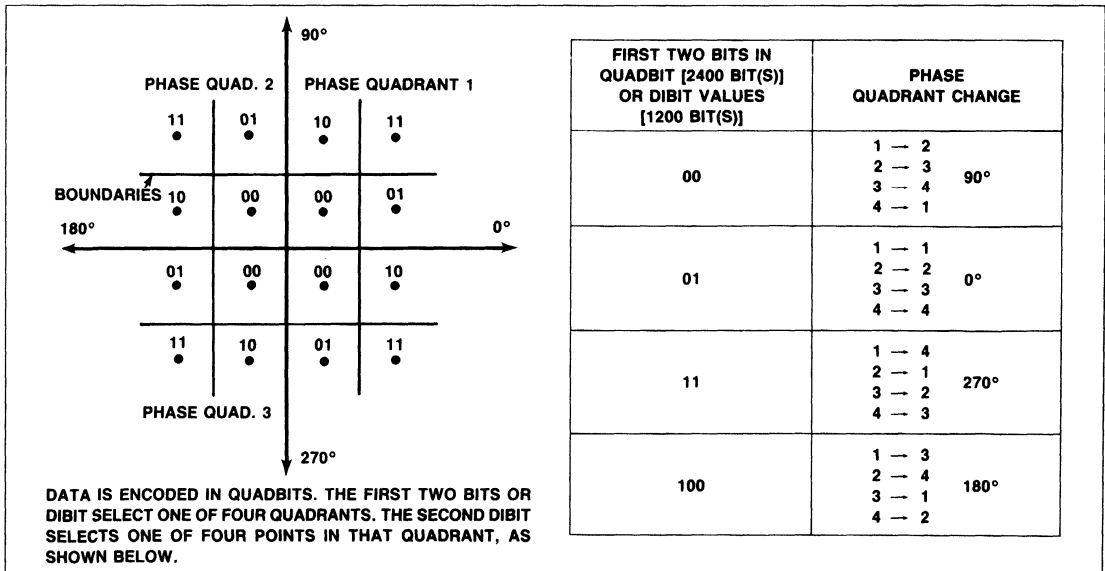 90°
PHASE QUAD. 2 PHASE QUADRANT 1
11 01 10 11
BOUNDARIES 10 00 00 01
180° 0°
01 00 00 10
11 10 01 11
PHASE QUAD. 3
270°
DATA IS ENCODED IN QUADBITS. THE FIRST TWO BITS OR
DIBIT SELECT ONE OF FOUR QUADRANTS. THE SECOND DIBIT
SELECTS ONE OF FOUR POINTS IN THAT QUADRANT, AS
SHOWN BELOW.
FIRST TWO BITS IN
QUADBIT [2400 BIT(S)]
OR DIBIT VALUES
[1200 BIT(S)]
PHASE
QUADRANT CHANGE
00
1 → 2
2 → 3
3 → 4
4 → 1
90°
01
1 → 1
2 → 2
3 → 3
4 → 4
0°
11
1 → 4
2 → 1
3 → 2
4 → 3
270°
100
1 → 3
2 → 4
3 → 1
4 → 2
180°